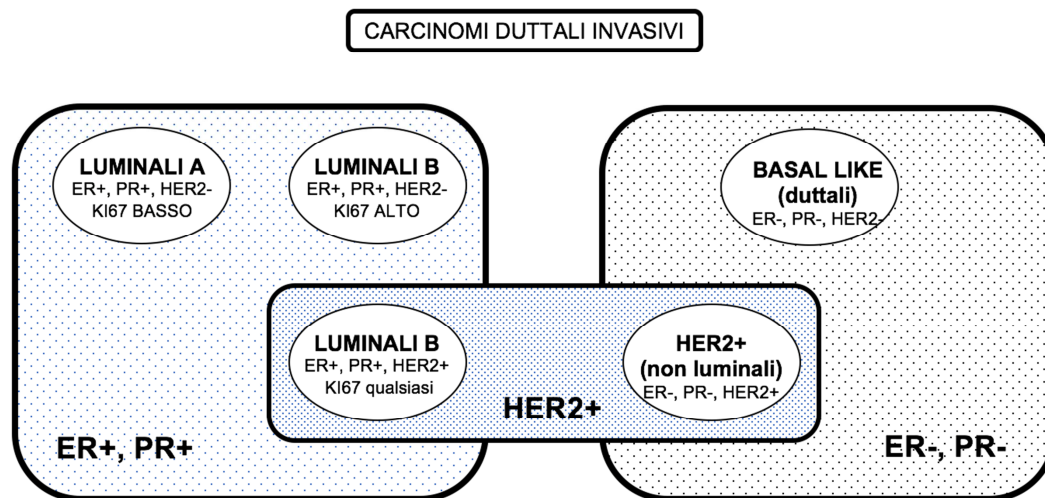 CARCINOMI DUTTALI INVASIVI
LUMINALI A
ER+, PR+, HER2-
KI67 BASSO
LUMINALI B
ER+, PR+, HER2-
KI67 ALTO
BASAL LIKE
(duttali)
ER-, PR-, HER2-
LUMINALI B
ER+, PR+, HER2+
KI67 qualsiasi
HER2+
(non luminali)
ER-, PR-, HER2+
HER2+
ER+, PR+
ER-, PR-